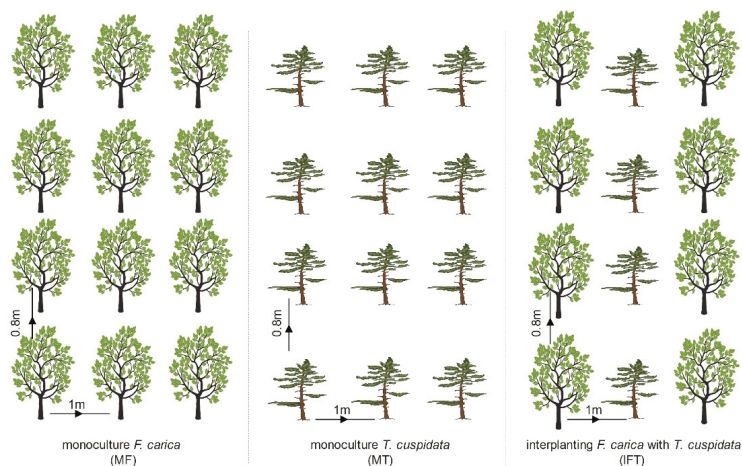 0.8m
1m
monoculture F. carica
(MF)
0.8m
1m
monoculture T. cuspidata
(MT)
0.8m
1m
interplanting F. carica with T. cuspidata
(IFT)